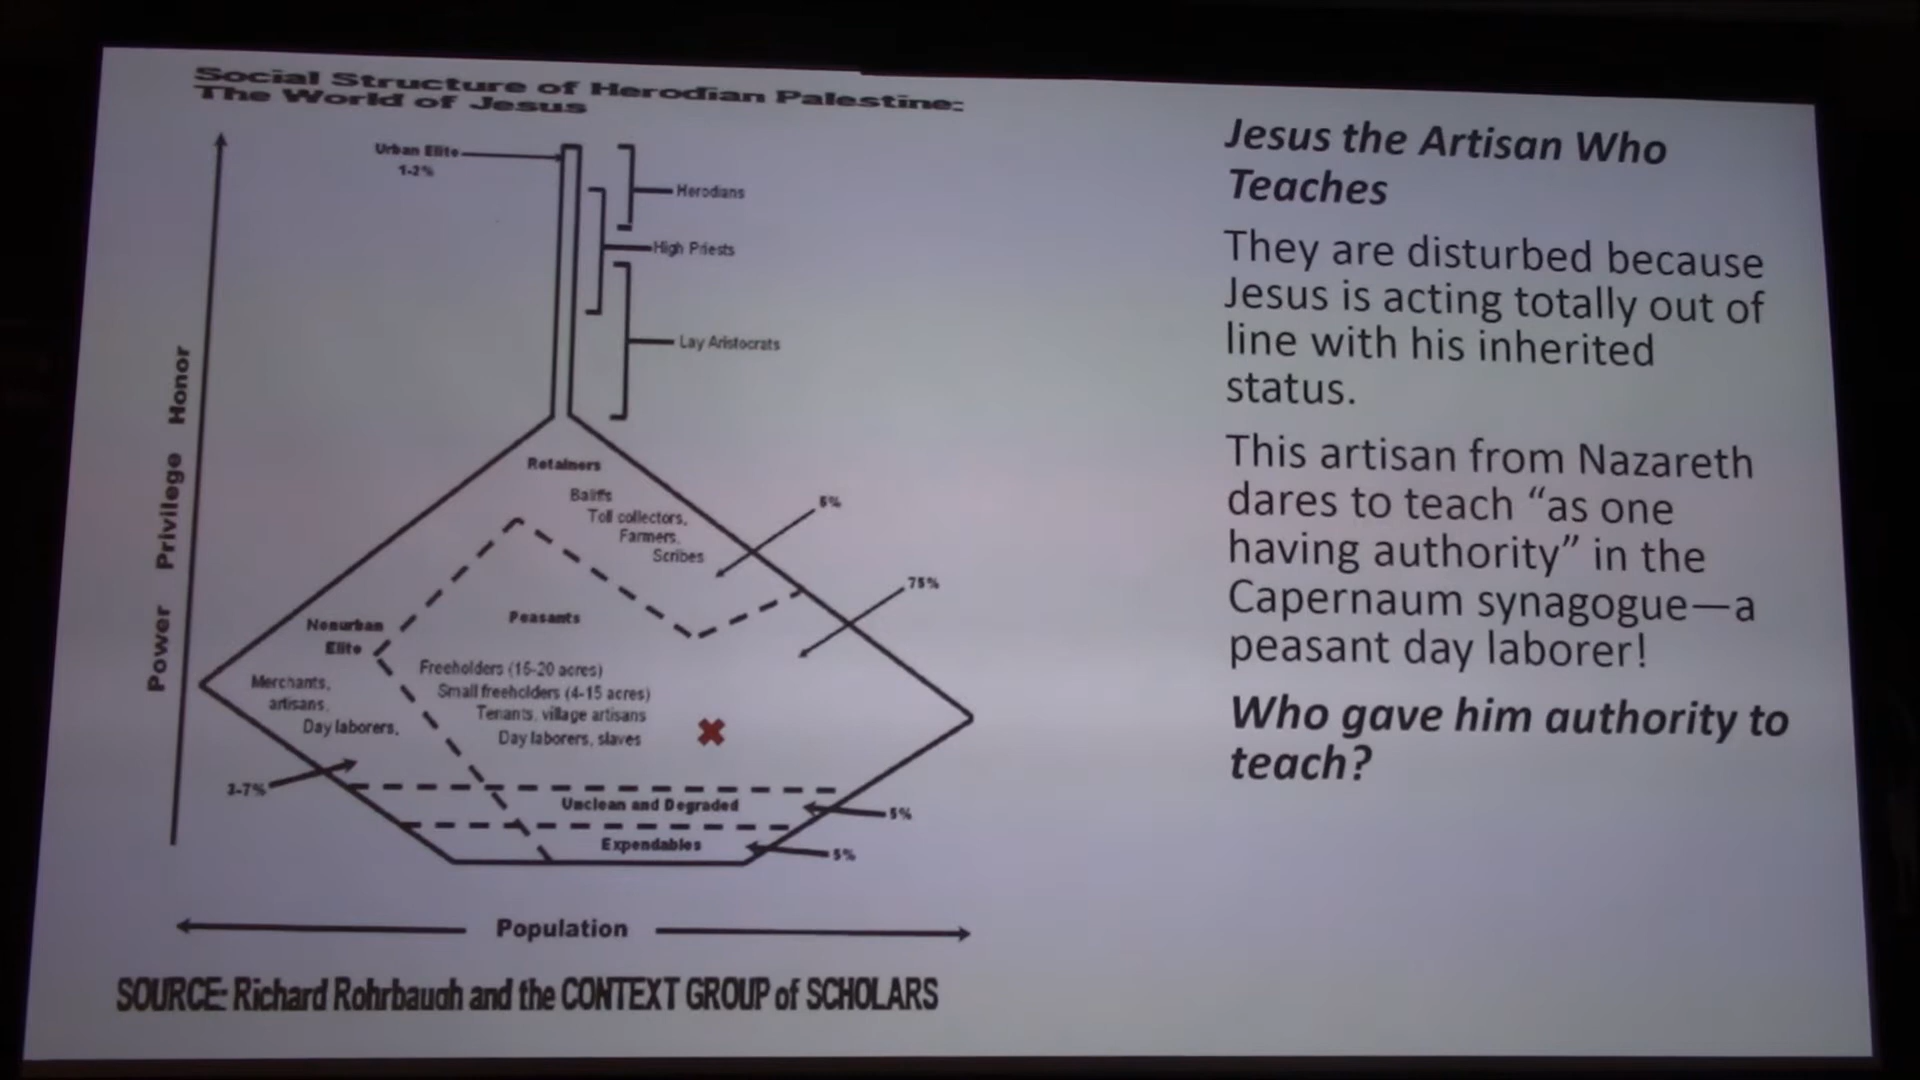 Social Structure of Herodian Palestine:
The World of Jesus
Urban Elite
1-2%
Herodians
High Priests
Lay Aristocrats
Power Privilege Honor
Retainers
Baliffs
Toll collectors,
Farmers,
Scribes
5%
75%
Nonurban
Elite
Merchants,
artisans,
Day laborers,
Peasants
Freeholders (15-20 acres)
Small freeholders (4-15 acres)
Tenants, village artisans
Day laborers, slaves
3-7%
Unclean and Degraded
5%
Expendables
5%
Population
SOURCE: Richard Rohrbaugh and the CONTEXT GROUP of SCHOLARS
Jesus the Artisan Who
Teaches
They are disturbed because
Jesus is acting totally out of
line with his inherited
status.
This artisan from Nazareth
dares to teach “as one
having authority” in the
Capernaum synagogue—a
peasant day laborer!
Who gave him authority to
teach?